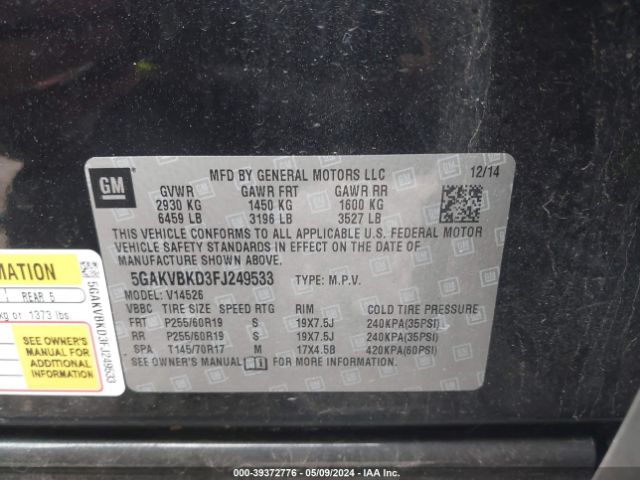 GM
MFD BY GENERAL MOTORS LLC 12/14
GVWR GAWR FRT GAWR RR
2930 KG 1450 KG 1600 KG
6459 LB 3196 LB 3527 LB
THIS VEHICLE CONFORMS TO ALL APPLICABLE U.S. FEDERAL MOTOR
VEHICLE SAFETY STANDARDS IN EFFECT ON THE DATE OF
MANUFACTURE SHOWN ABOVE.
5GAKVBKD3FJ249533 TYPE: M.P.V.
MODEL: V14526
VBBC TIRE SIZE SPEED RTG RIM COLD TIRE PRESSURE
FRT P255/60R19 S 19X7.5J 240KPA(35PSI)
RR P255/60R19 S 19X7.5J 240KPA(35PSI)
SPA T145/70R17 M 17X4.5B 420KPA(60PSI)
SEE OWNER'S MANUAL FOR MORE INFORMATION
MATION
REAR 5
kg or 1373 lbs.
SEE OWNER'S
MANUAL FOR
ADDITIONAL
INFORMATION
5GAKVBKD3FJ249533
000-39372776 - 05/09/2024 - IAA Inc.